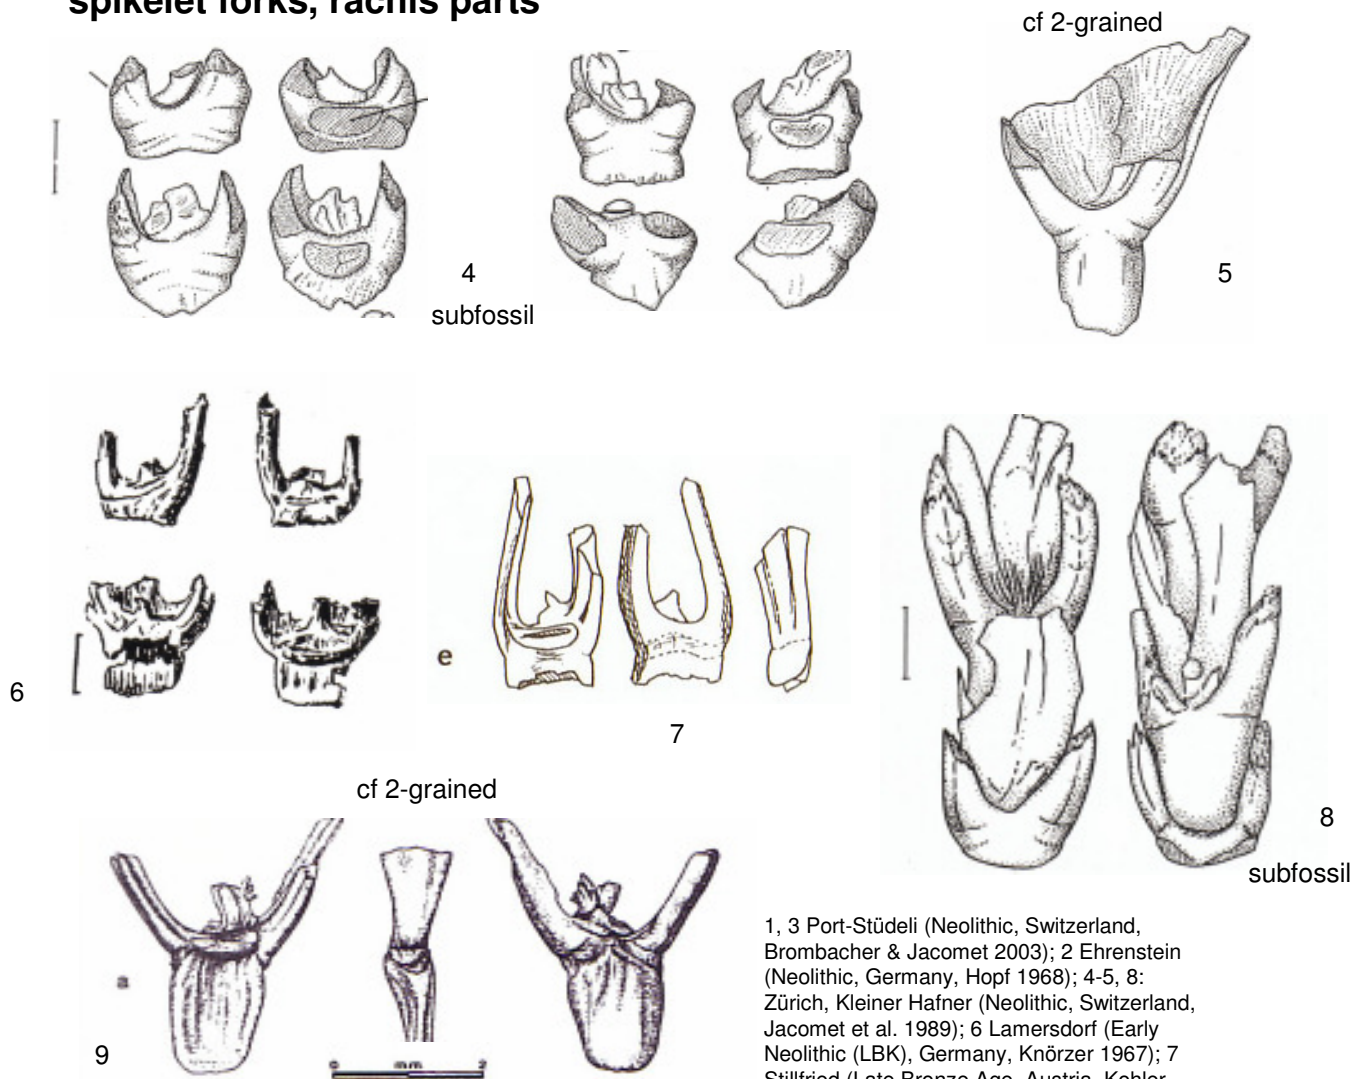 spikelet forks, rachis parts
cf 2-grained
4
subfossil
5
6
e
7
8
subfossil
cf 2-grained
a
9
0 mm 2
1, 3 Port-Stüdeli (Neolithic, Switzerland,
Brombacher & Jacomet 2003); 2 Ehrenstein
(Neolithic, Germany, Hopf 1968); 4-5, 8:
Zürich, Kleiner Hafner (Neolithic, Switzerland,
Jacomet et al. 1989); 6 Lamersdorf (Early
Neolithic (LBK), Germany, Knörzer 1967); 7
Stillfried (Late Bronze Age, Austria, Kohler-